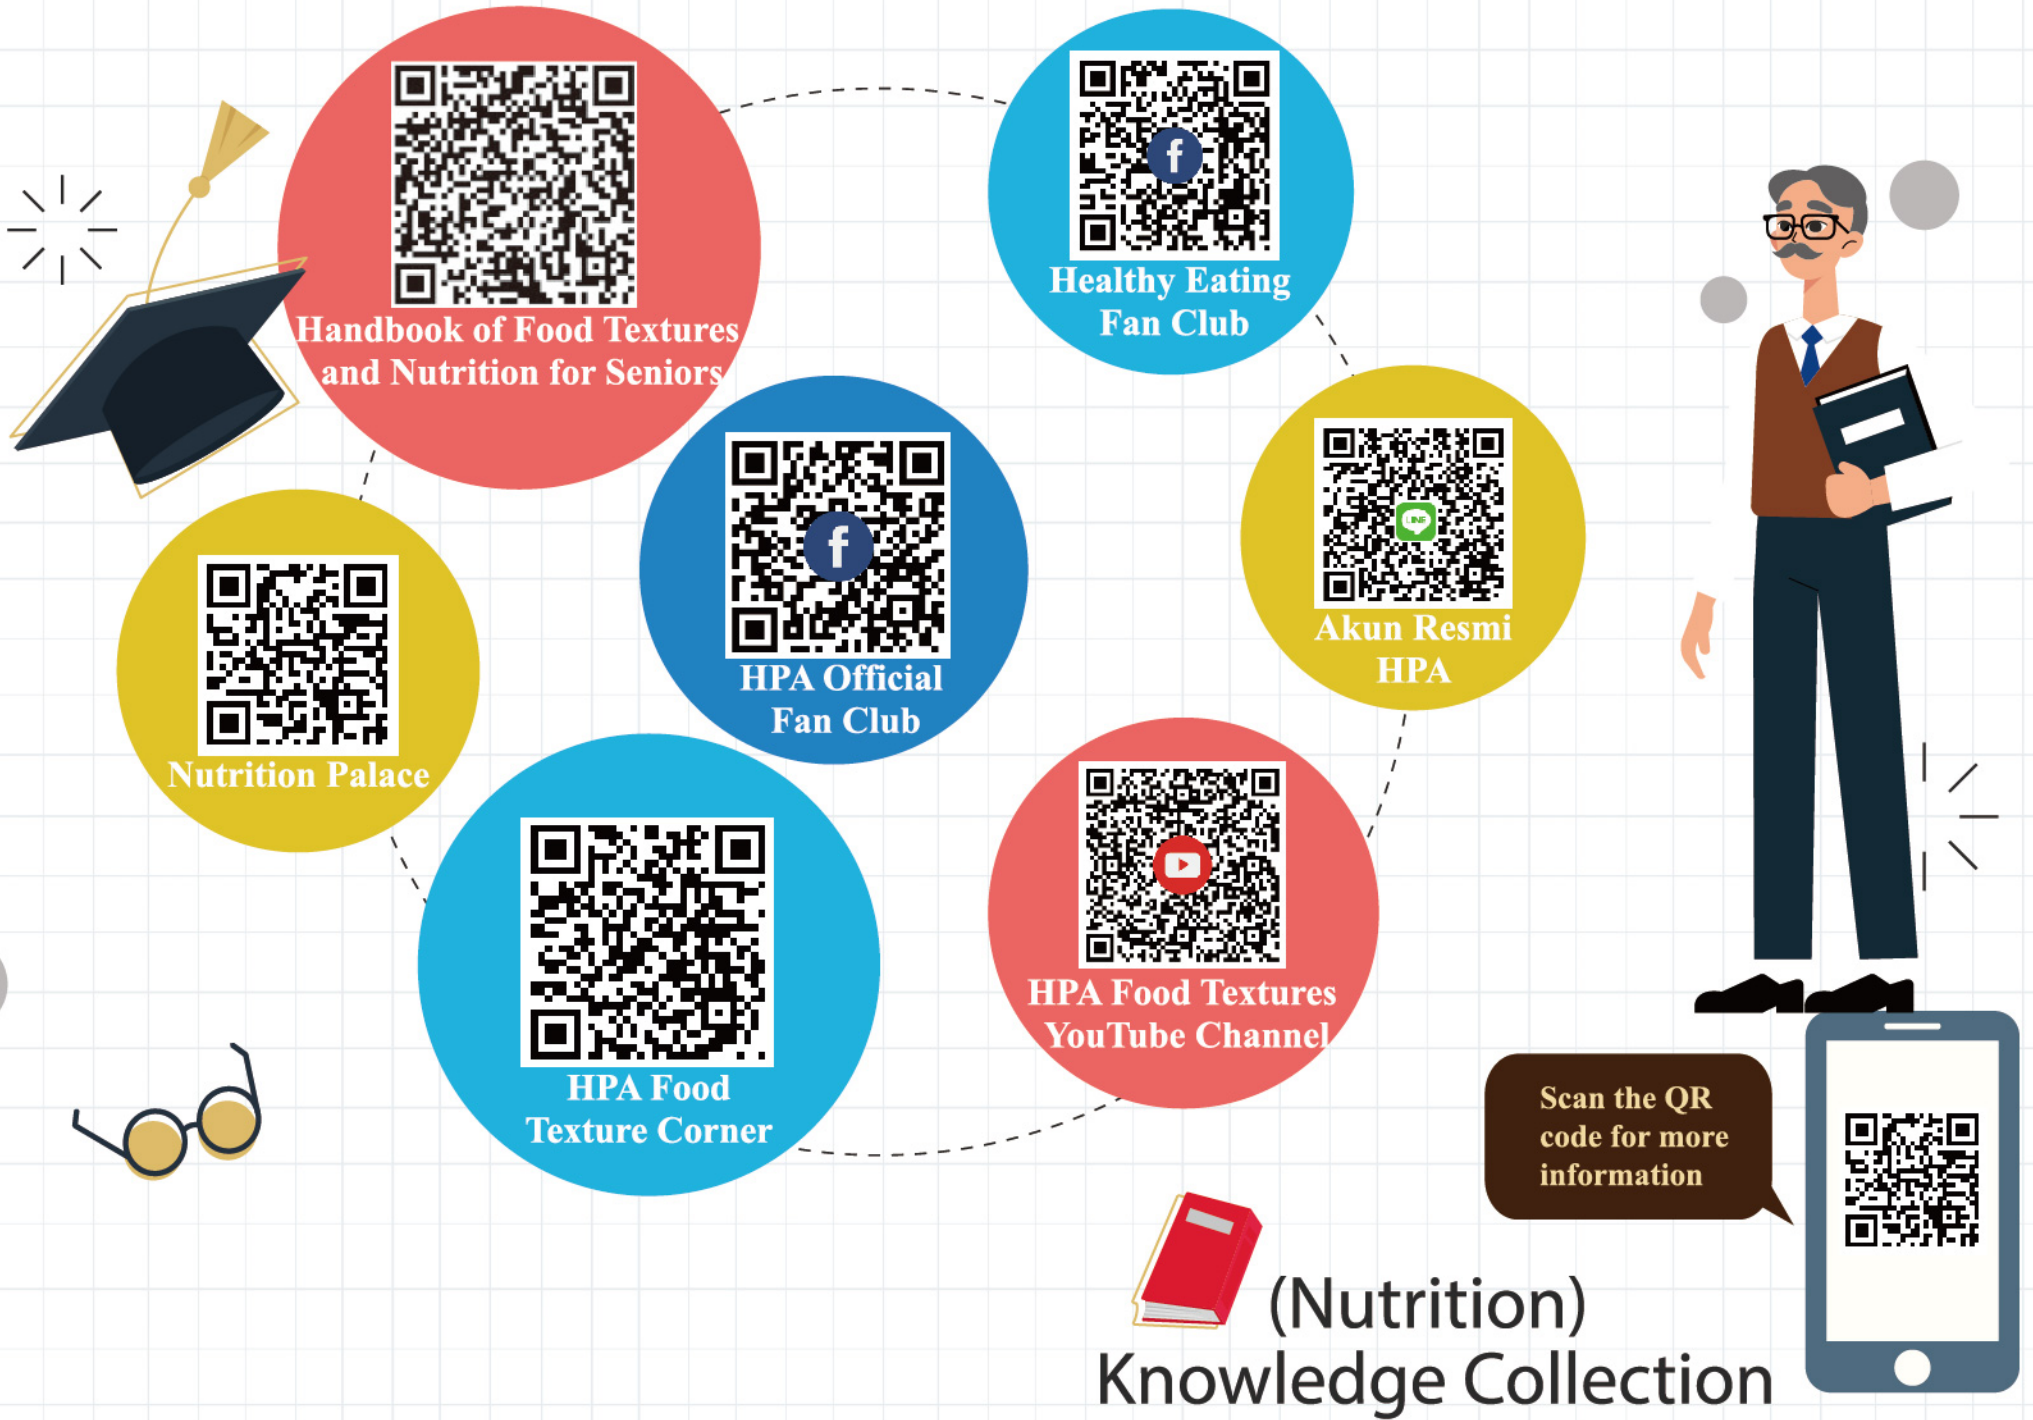 Handbook of Food Textures
and Nutrition for Seniors
f
Healthy Eating
Fan Club
f
HPA Official
Fan Club
LINE
Akun Resmi
HPA
Nutrition Palace
HPA Food
Texture Corner
HPA Food Textures
YouTube Channel
Scan the QR
code for more
information
(Nutrition)
Knowledge Collection